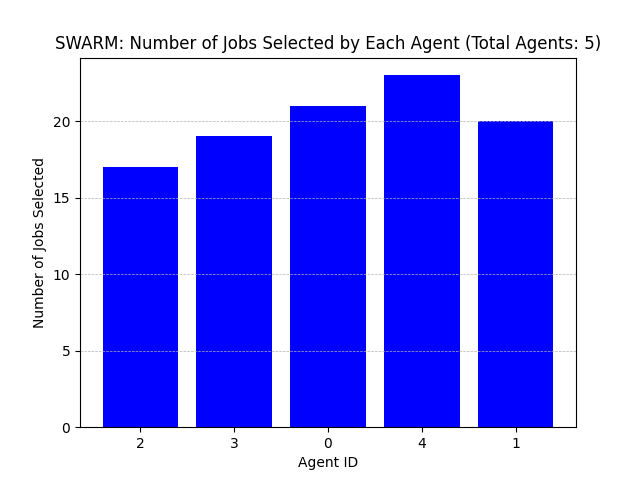 SWARM: Number of Jobs Selected by Each Agent (Total Agents: 5)
Number of Jobs Selected
20
15
10
5
0
2 3 0 4 1
Agent ID